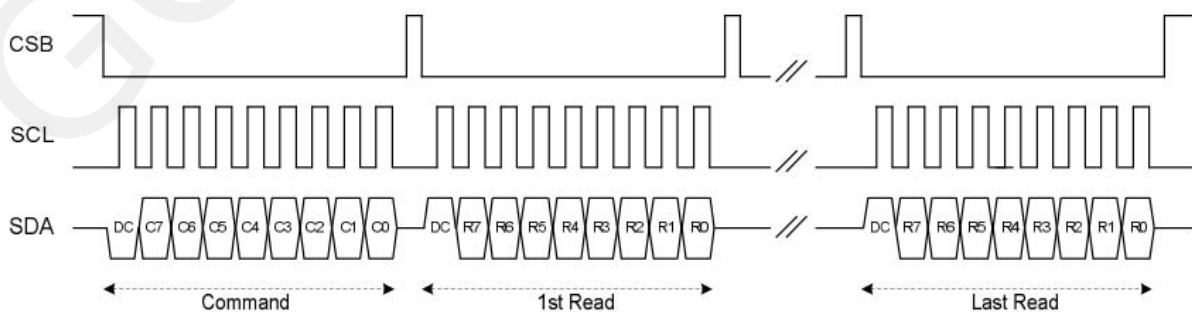 CSB
SCL
SDA DC C7 C6 C5 C4 C3 C2 C1 C0 DC R7 R6 R5 R4 R3 R2 R1 R0 DC R7 R6 R5 R4 R3 R2 R1 R0
Command 1st Read Last Read